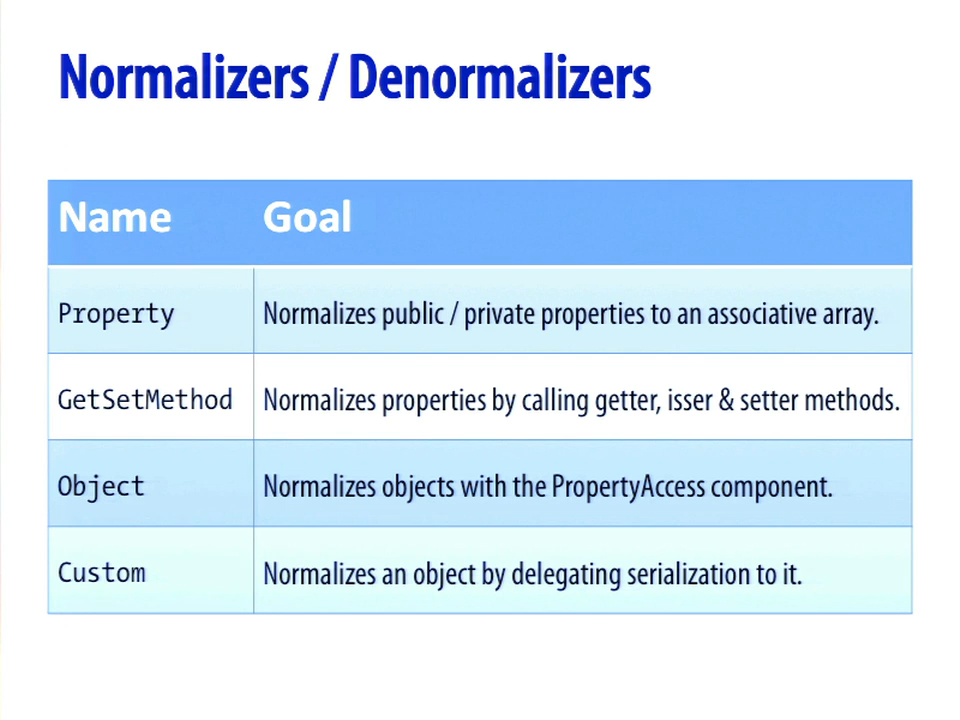 Normalizers / Denormalizers
Name Goal
Property Normalizes public / private properties to an associative array.
GetSetMethod Normalizes properties by calling getter, isser & setter methods.
Object Normalizes objects with the PropertyAccess component.
Custom Normalizes an object by delegating serialization to it.